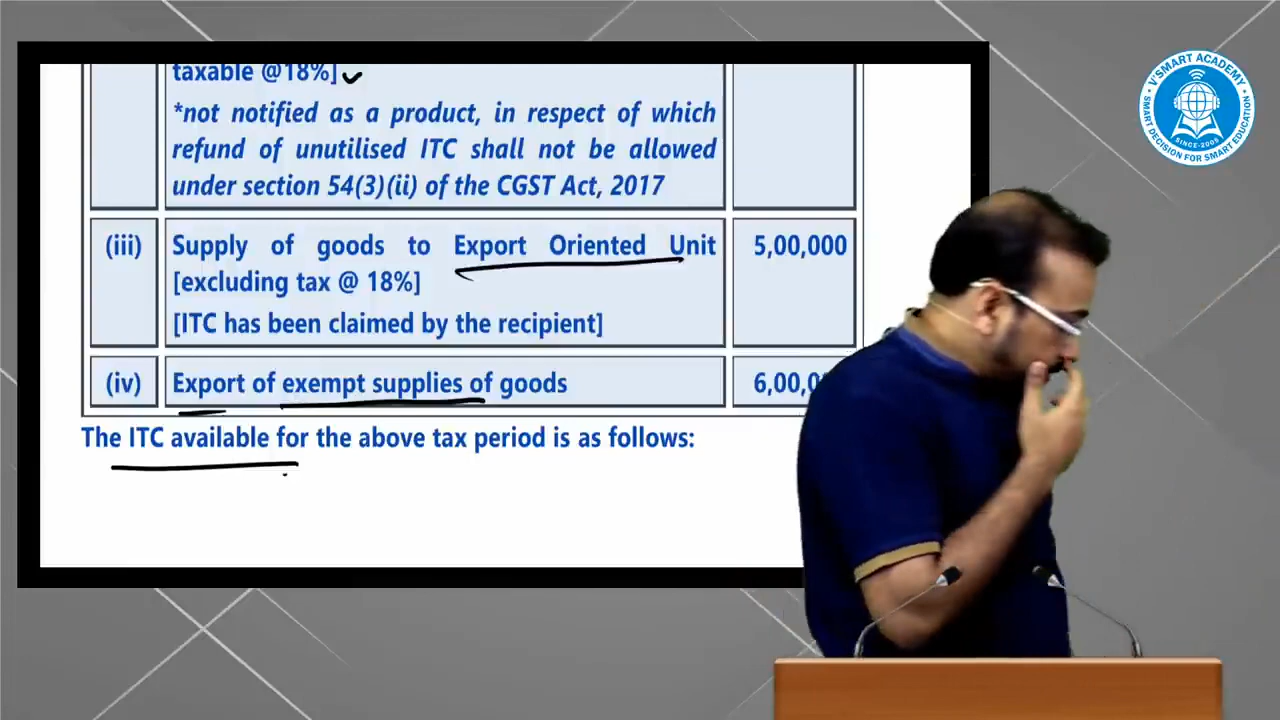 taxable @18%]
*not notified as a product, in respect of which
refund of unutilised ITC shall not be allowed
under section 54(3)(ii) of the CGST Act, 2017
(iii) Supply of goods to Export Oriented Unit 5,00,000
[excluding tax @ 18%]
[ITC has been claimed by the recipient]
(iv) Export of exempt supplies of goods 6,00,0
The ITC available for the above tax period is as follows:
V'SMART ACADEMY
SMART DECISION FOR SMART EDUCATION
SINCE-2005